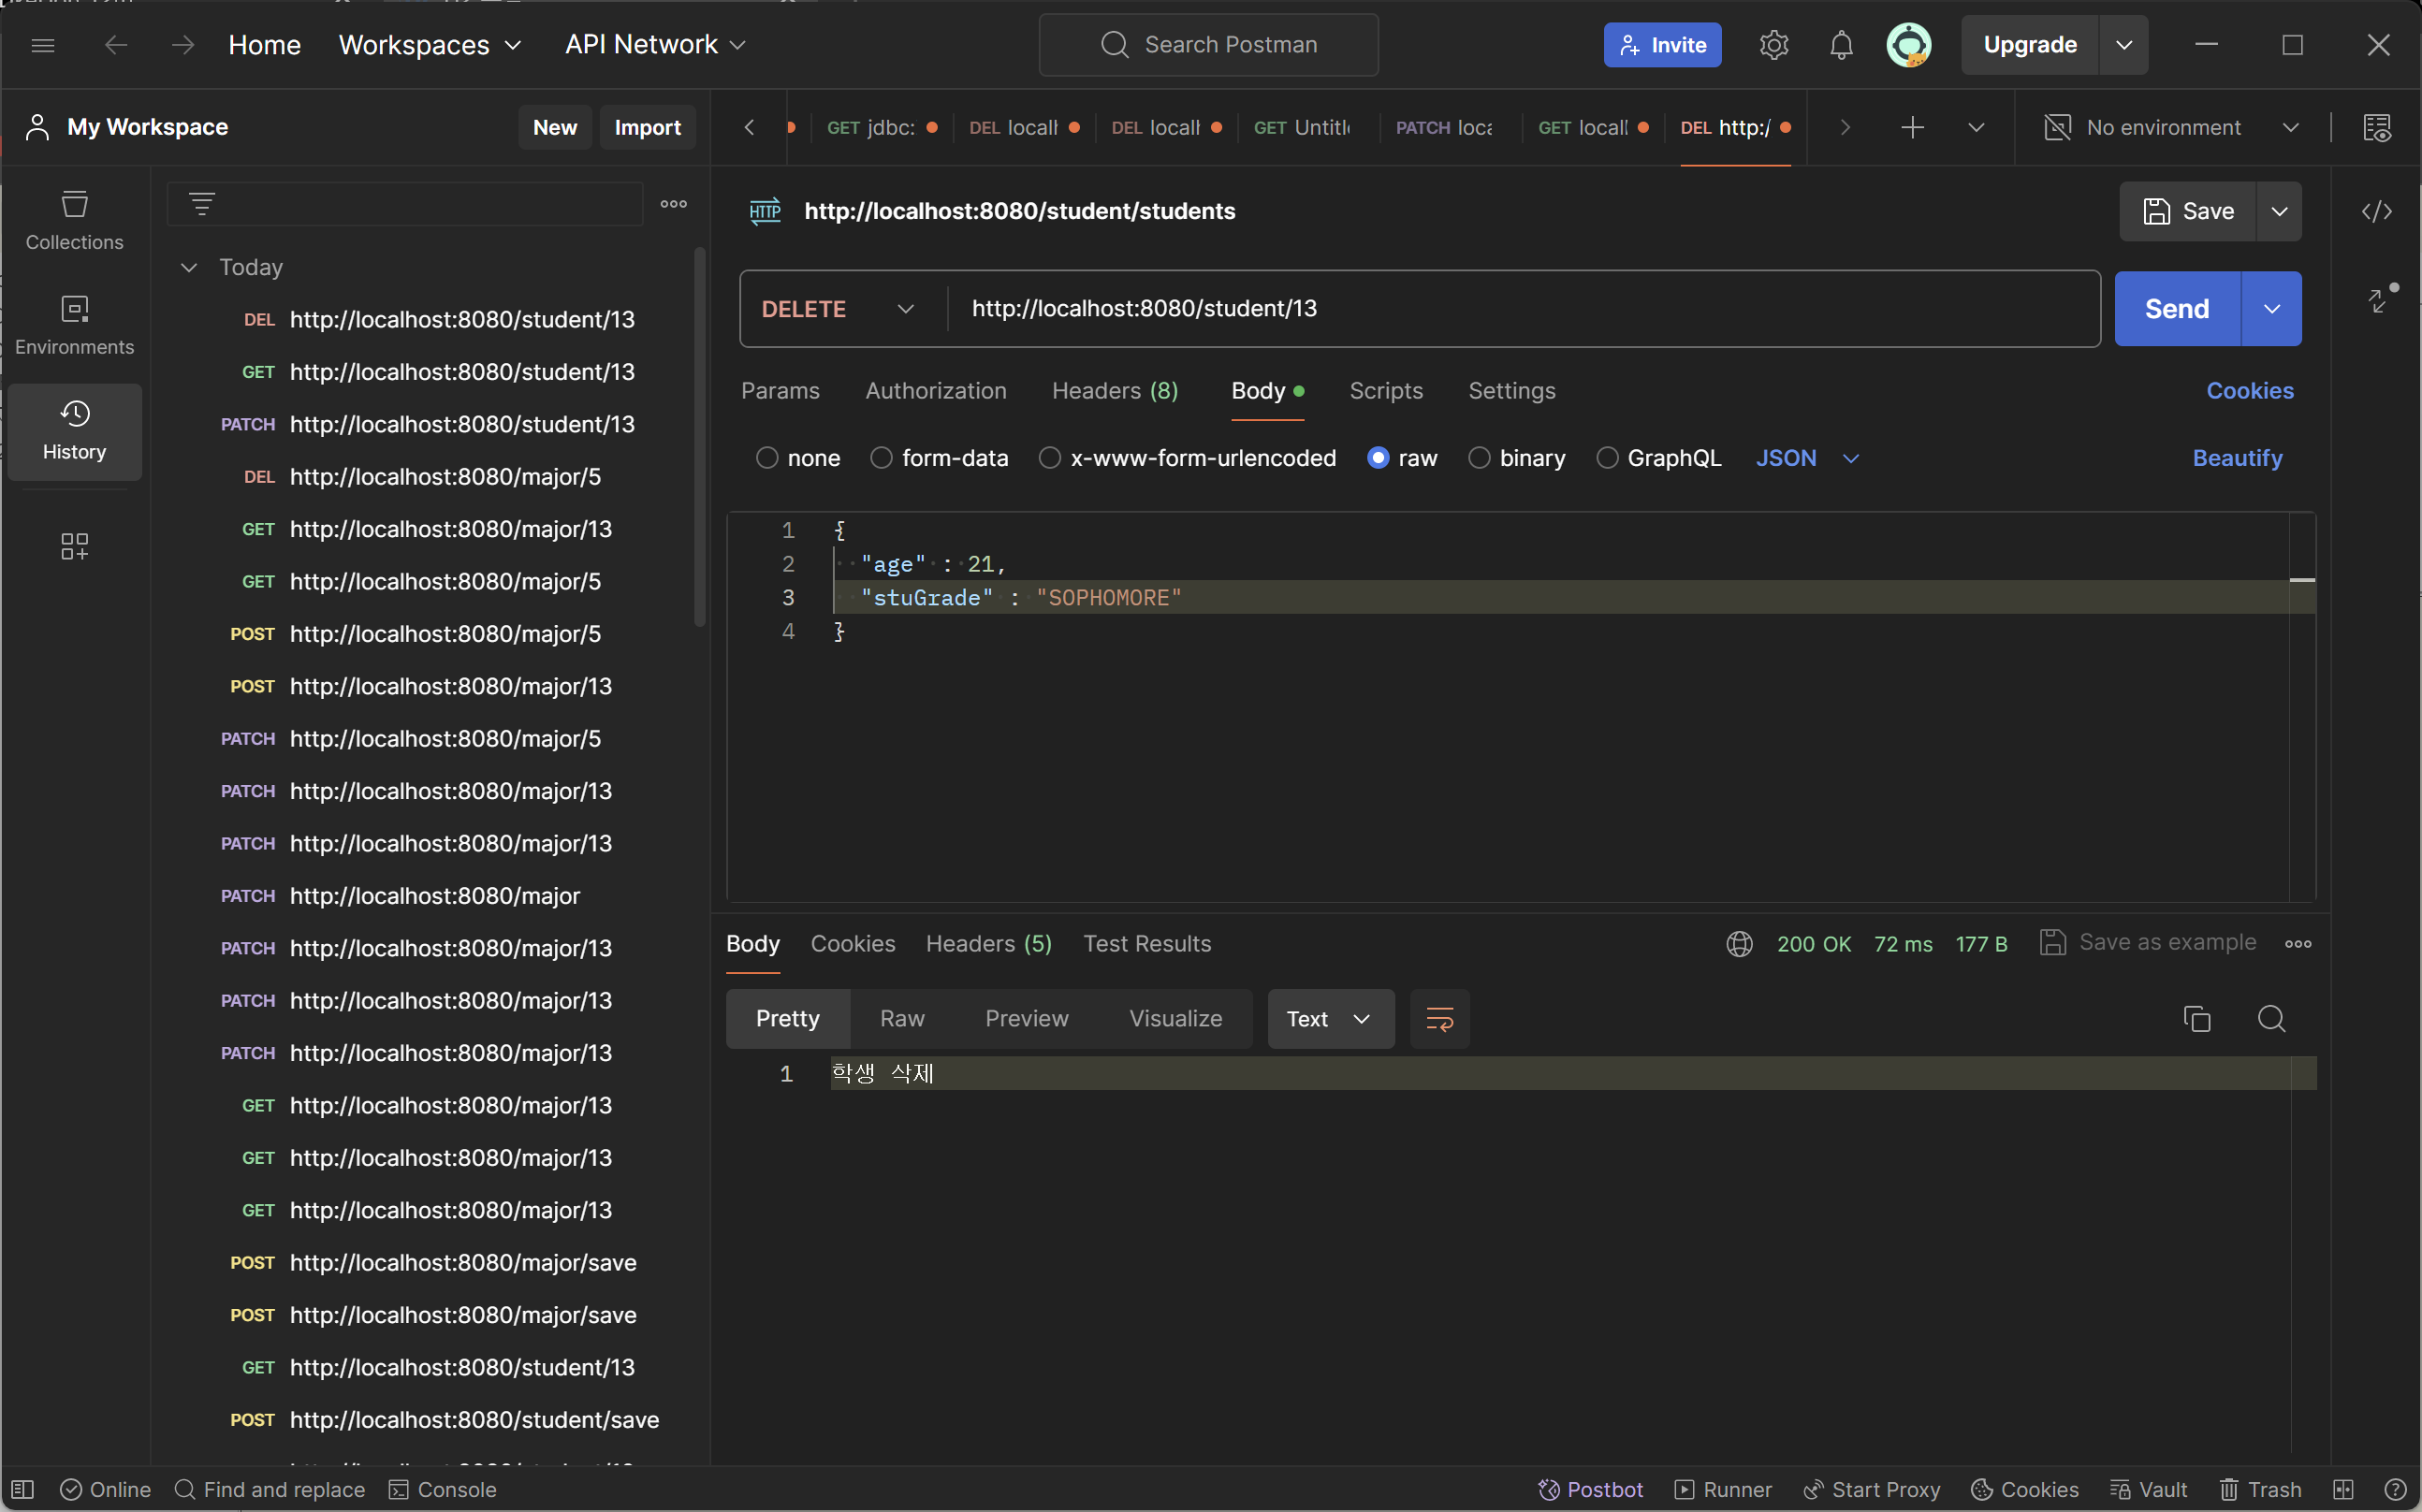 Home
Workspaces
API Network
Search Postman
Invite
Upgrade
My Workspace
New
Import
GET jdbc:
DEL local
DEL local
GET Untitl
PATCH loca
GET local
DEL http:/
No environment
Collections
Environments
History
Today
DEL http://localhost:8080/student/13
GET http://localhost:8080/student/13
PATCH http://localhost:8080/student/13
DEL http://localhost:8080/major/5
GET http://localhost:8080/major/13
GET http://localhost:8080/major/5
POST http://localhost:8080/major/5
POST http://localhost:8080/major/13
PATCH http://localhost:8080/major/5
PATCH http://localhost:8080/major/13
PATCH http://localhost:8080/major/13
PATCH http://localhost:8080/major
PATCH http://localhost:8080/major/13
PATCH http://localhost:8080/major/13
PATCH http://localhost:8080/major/13
GET http://localhost:8080/major/13
GET http://localhost:8080/major/13
GET http://localhost:8080/major/13
POST http://localhost:8080/major/save
POST http://localhost:8080/major/save
GET http://localhost:8080/student/13
POST http://localhost:8080/student/save
HTTP http://localhost:8080/student/students
Save
DELETE http://localhost:8080/student/13
Send
Params Authorization Headers (8) Body Scripts Settings
Cookies
none form-data x-www-form-urlencoded raw binary GraphQL JSON
Beautify
1 {
2 "age" : 21,
3 "stuGrade" : "SOPHOMORE"
4 }
Body Cookies Headers (5) Test Results
200 OK 72 ms 177 B Save as example
Pretty Raw Preview Visualize Text
1 학생 삭제
Online Find and replace Console
Postbot Runner Start Proxy Cookies Vault Trash